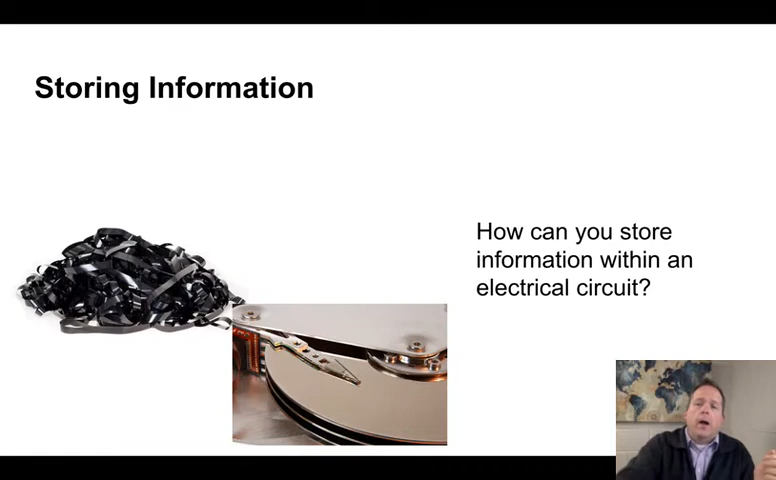 Storing Information
How can you store
information within an
electrical circuit?